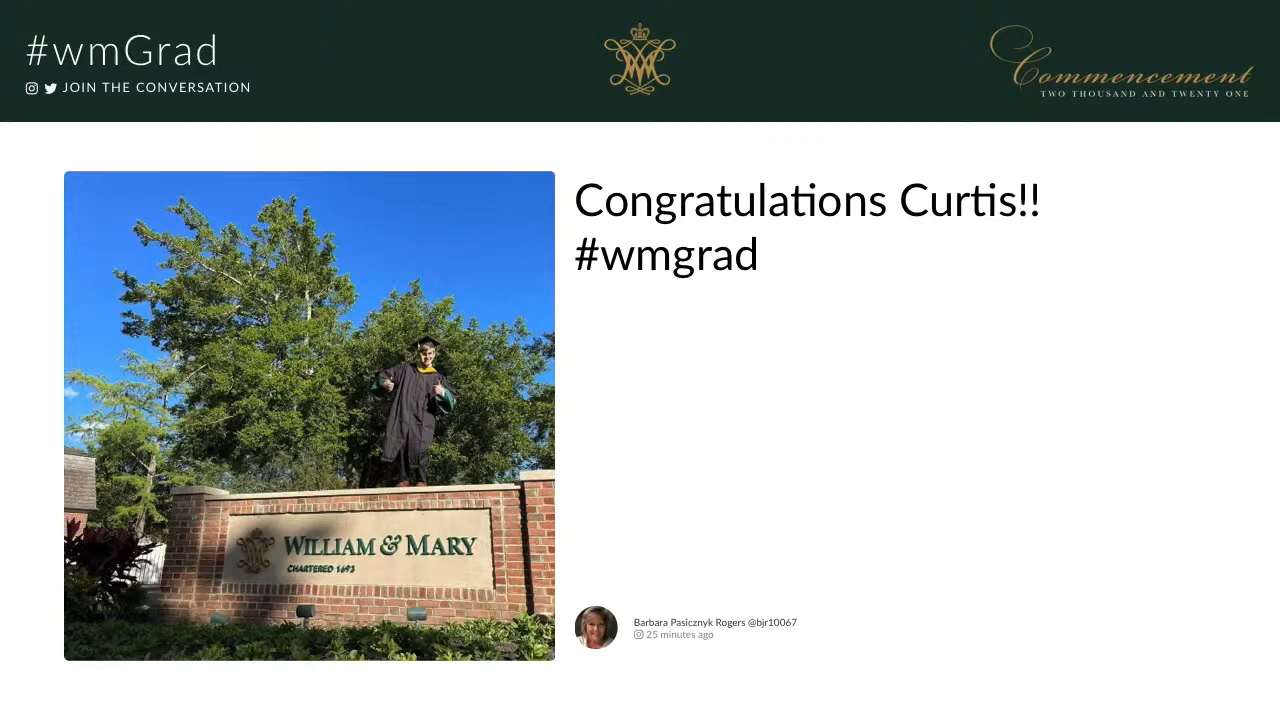 #wmGrad
JOIN THE CONVERSATION
Commencement
TWO THOUSAND AND TWENTY ONE
Congratulations Curtis!!
#wmgrad
WILLIAM & MARY
CHARTERED 1693
Barbara Pasicznyk Rogers @bjr10067
25 minutes ago